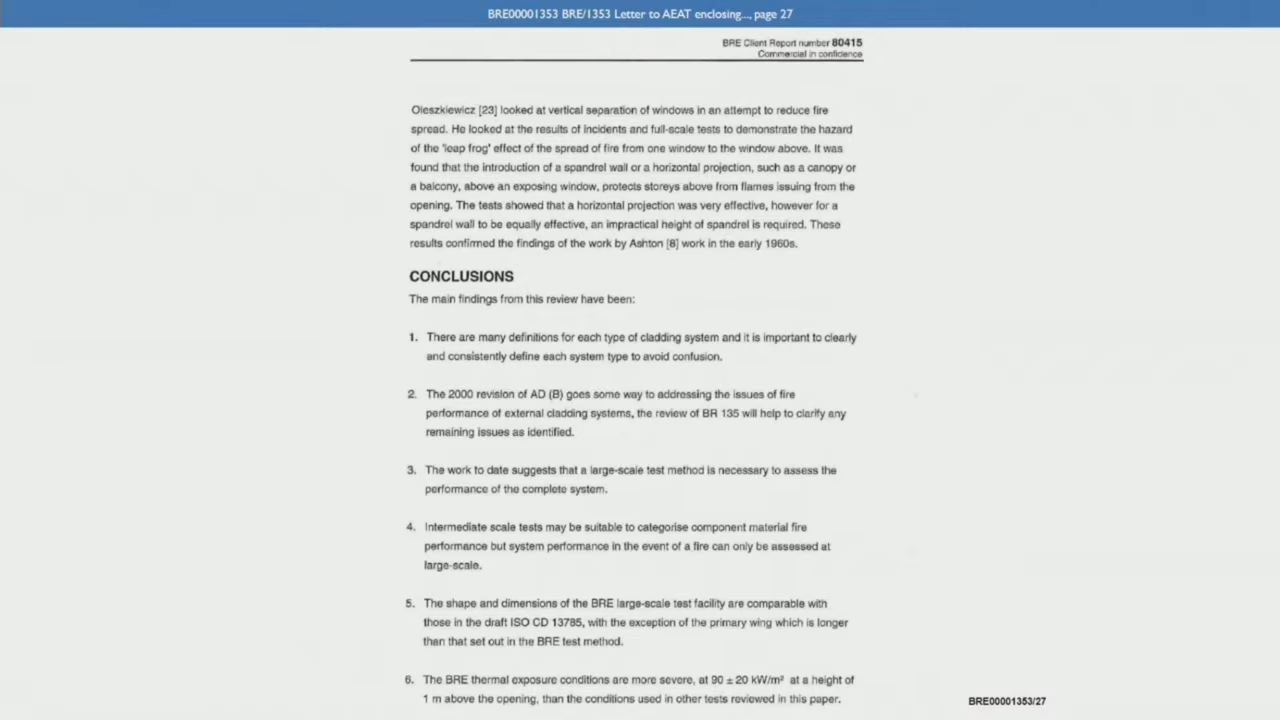 BRE00001353 BRE/1353 Letter to AEAT enclosing..., page 27
BRE Client Report number 80415
Commercial in confidence
Oleszkiewicz [23] looked at vertical separation of windows in an attempt to reduce fire
spread. He looked at the results of incidents and full-scale tests to demonstrate the hazard
of the 'leap frog' effect of the spread of fire from one window to the window above. It was
found that the introduction of a spandrel wall or a horizontal projection, such as a canopy or
a balcony, above an exposing window, protects storeys above from flames issuing from the
opening. The tests showed that a horizontal projection was very effective, however for a
spandrel wall to be equally effective, an impractical height of spandrel is required. These
results confirmed the findings of the work by Ashton [8] work in the early 1960s.
CONCLUSIONS
The main findings from this review have been:
1. There are many definitions for each type of cladding system and it is important to clearly
and consistently define each system type to avoid confusion.
2. The 2000 revision of AD (B) goes some way to addressing the issues of fire
performance of external cladding systems, the review of BR 135 will help to clarify any
remaining issues as identified.
3. The work to date suggests that a large-scale test method is necessary to assess the
performance of the complete system.
4. Intermediate scale tests may be suitable to categorise component material fire
performance but system performance in the event of a fire can only be assessed at
large-scale.
5. The shape and dimensions of the BRE large-scale test facility are comparable with
those in the draft ISO CD 13785, with the exception of the primary wing which is longer
than that set out in the BRE test method.
6. The BRE thermal exposure conditions are more severe, at 90 ± 20 kW/m² at a height of
1 m above the opening, than the conditions used in other tests reviewed in this paper.
BRE00001353/27